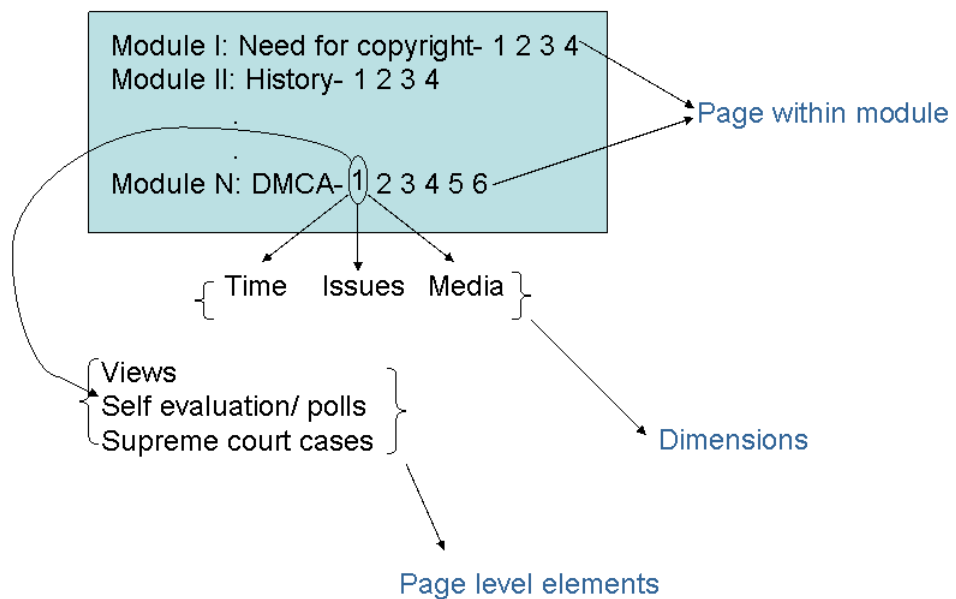 Module I: Need for copyright- 1 2 3 4
Module II: History- 1 2 3 4
.
.
Module N: DMCA- 1 2 3 4 5 6
Page within module
Time Issues Media
Views
Self evaluation/ polls
Supreme court cases
Dimensions
Page level elements